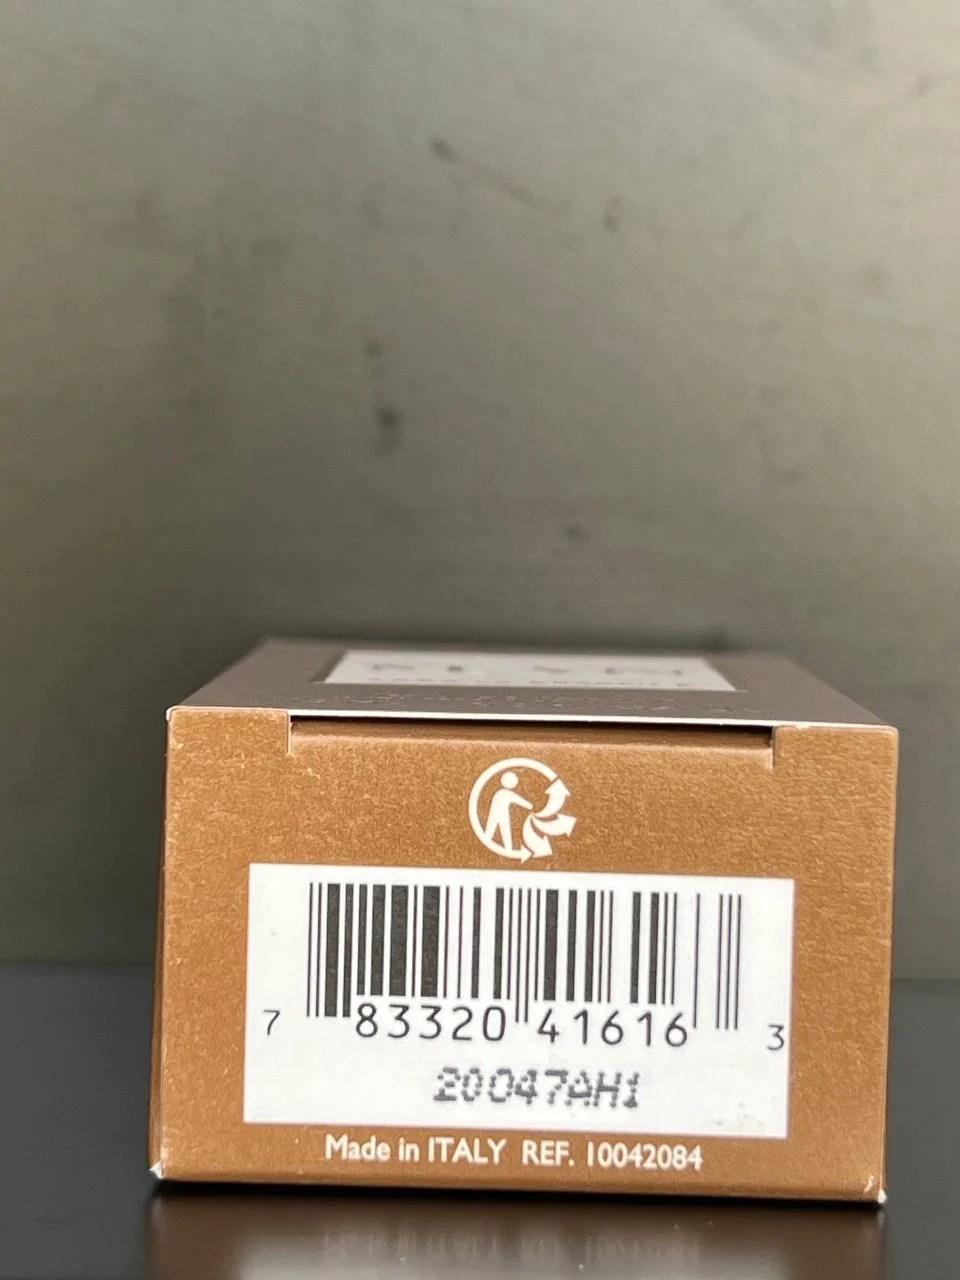 7 83320 41616 3
20047AH1
Made in ITALY REF. 10042084